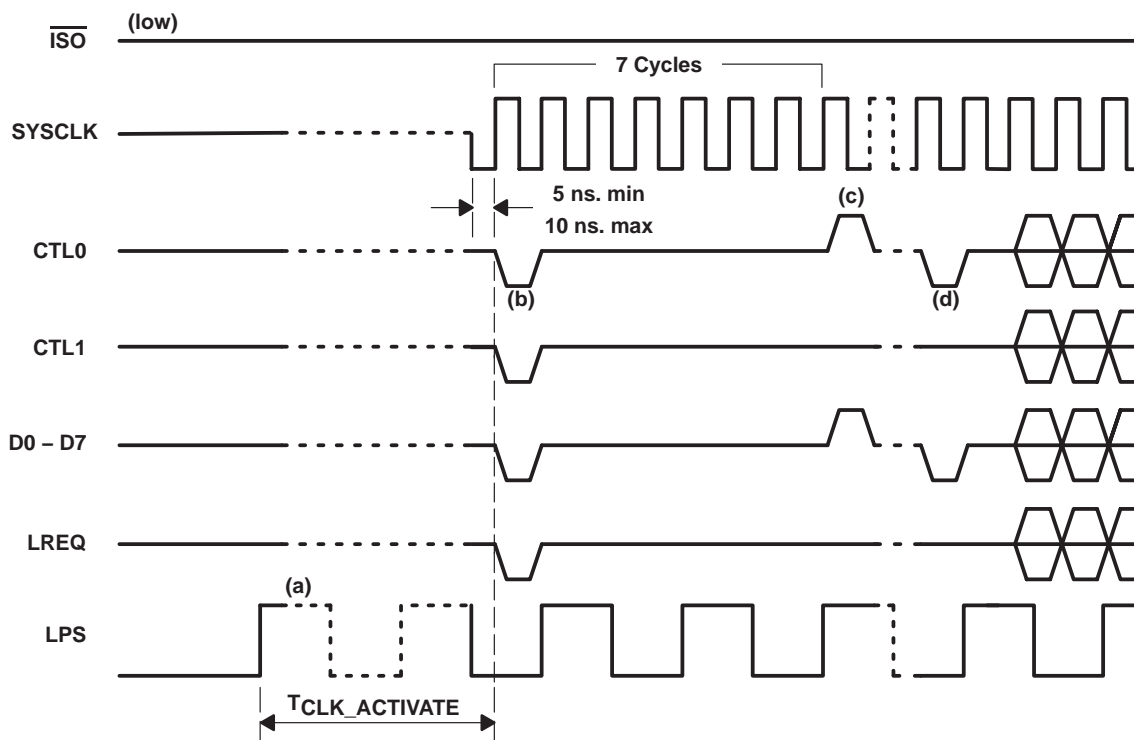 (low)
ISO
7 Cycles
SYSCLK
5 ns. min
10 ns. max
(c)
CTL0
(b)
(d)
CTL1
D0 – D7
LREQ
(a)
LPS
TCLK_ACTIVATE